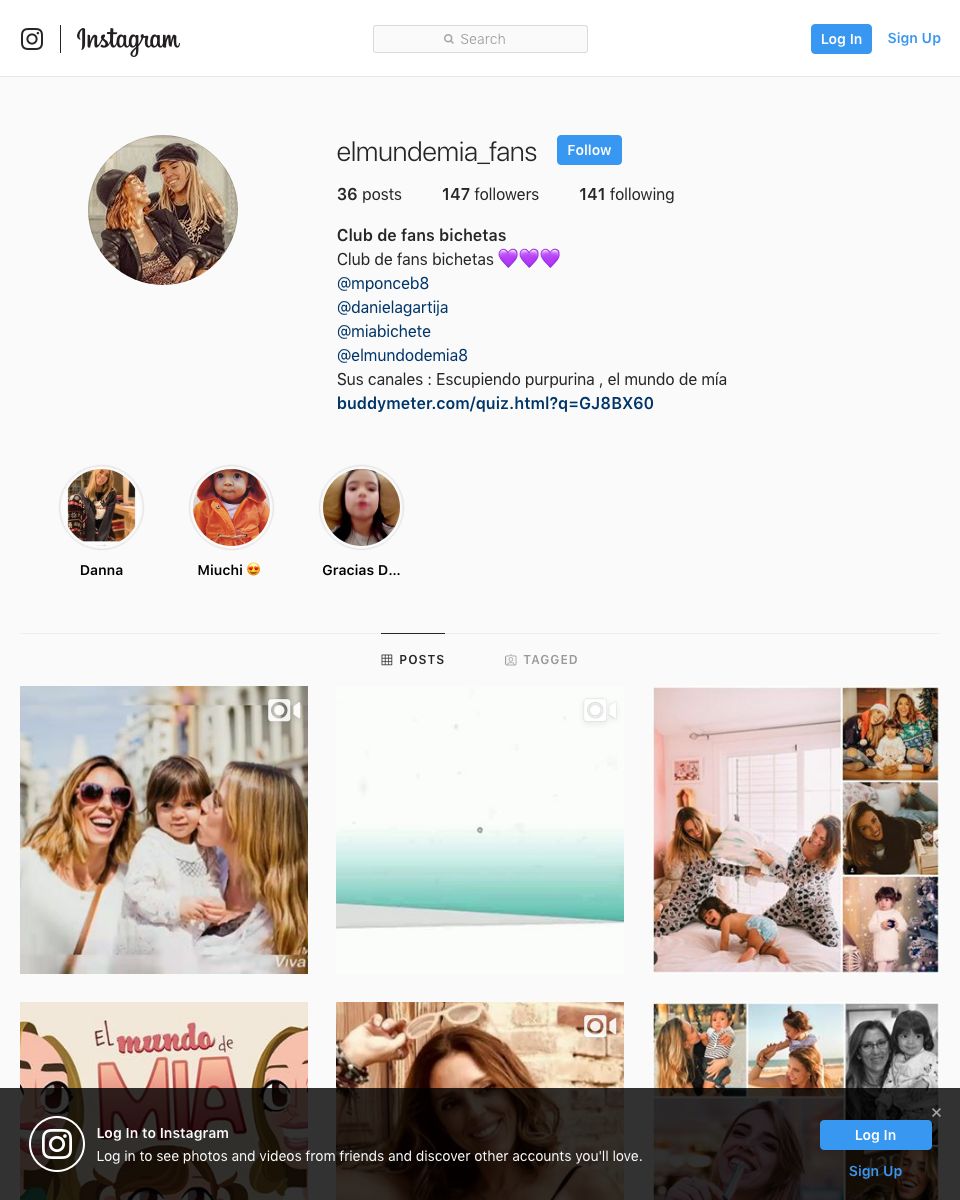 Instagram
Search
Log In
Sign Up
elmundemia_fans
Follow
36 posts
147 followers
141 following
Club de fans bichetas
Club de fans bichetas 💜💜💜
@mponceb8
@danielagartija
@miabichete
@elmundodemia8
Sus canales : Escupiendo purpurina , el mundo de mía
buddymeter.com/quiz.html?q=GJ8BX60
Danna
Miuchi 😍
Gracias D...
POSTS
TAGGED
Viva
El mundo de
MIA
Log In to Instagram
Log in to see photos and videos from friends and discover other accounts you'll love.
Log In
Sign Up